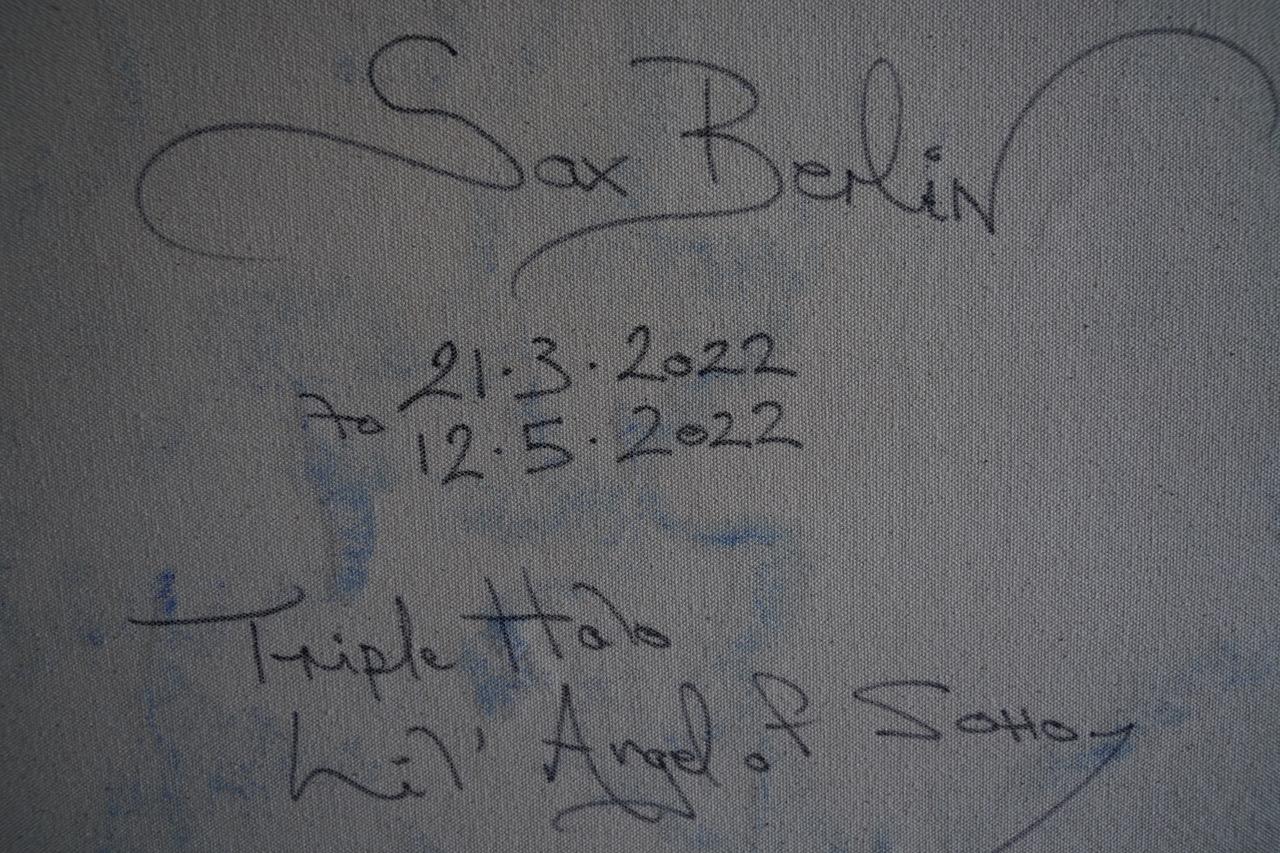 Sax Berlin
21.3.2022
to 12.5.2022
Triple Halo
Lil' Angel of SoHo